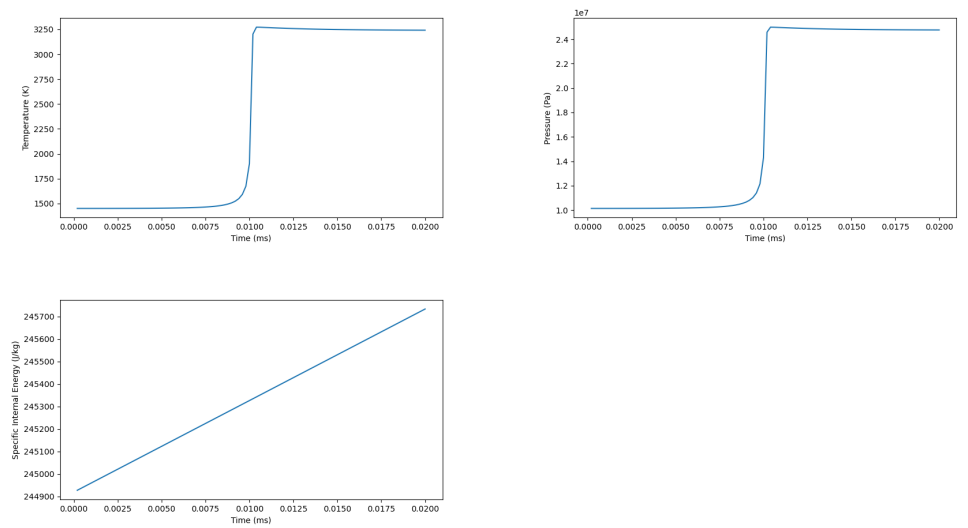 3250
3000
2750
2500
2250
2000
1750
1500
Temperature (K)
0.0000 0.0025 0.0050 0.0075 0.0100 0.0125 0.0150 0.0175 0.0200
Time (ms)
1e7
2.4
2.2
2.0
1.8
1.6
1.4
1.2
1.0
Pressure (Pa)
0.0000 0.0025 0.0050 0.0075 0.0100 0.0125 0.0150 0.0175 0.0200
Time (ms)
245700
245600
245500
245400
245300
245200
245100
245000
244900
Specific Internal Energy (J/kg)
0.0000 0.0025 0.0050 0.0075 0.0100 0.0125 0.0150 0.0175 0.0200
Time (ms)